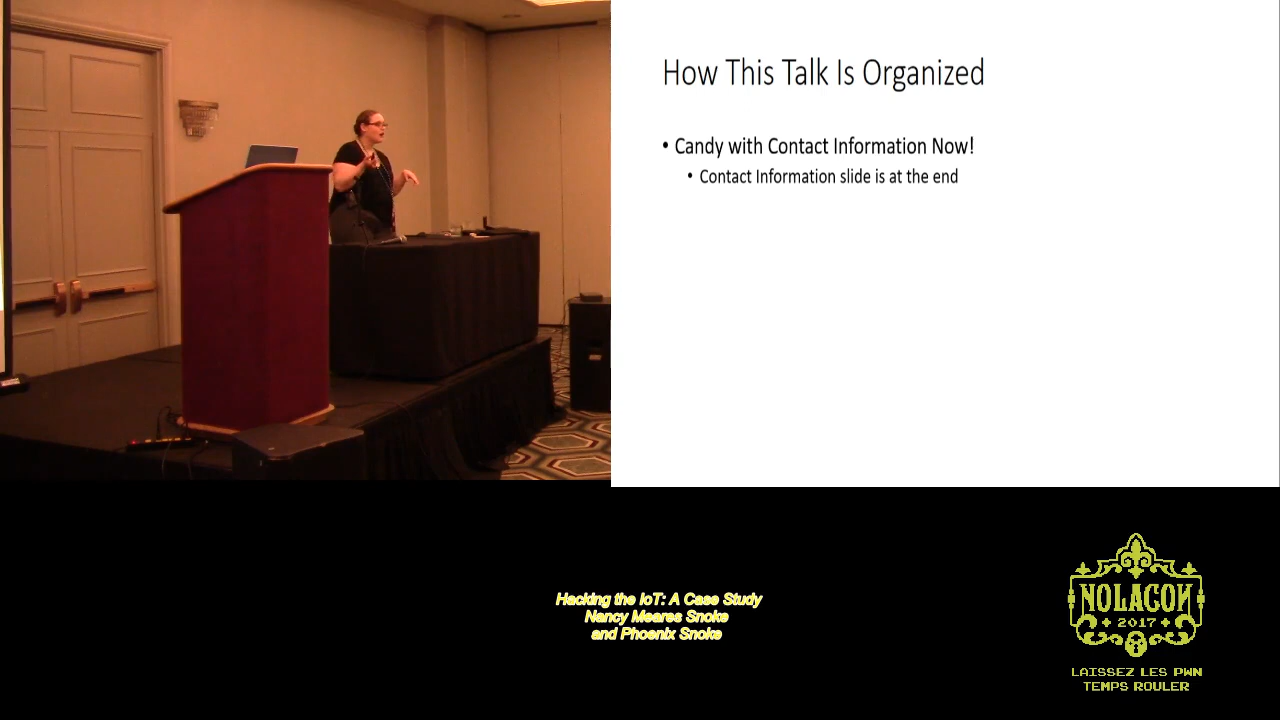 How This Talk Is Organized
• Candy with Contact Information Now!
• Contact Information slide is at the end
Hacking the IoT: A Case Study
Nancy Meares Snoke
and Phoenix Snoke
NOLACON
2017
LAISSEZ LES PWN
TEMPS ROULER